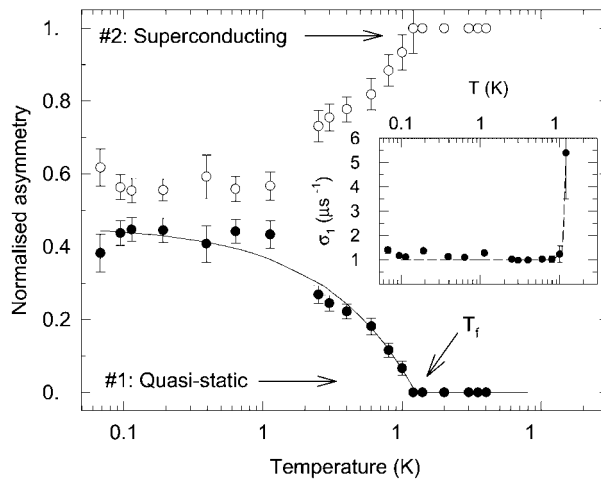 #2: Superconducting
T (K)
0.1 1 1
6
5
4
3
2
1
σ1 (μs-1)
1.
0.8
0.6
0.4
0.2
0.
Normalised asymmetry
Tf
#1: Quasi-static
0.1 1 1 1
Temperature (K)